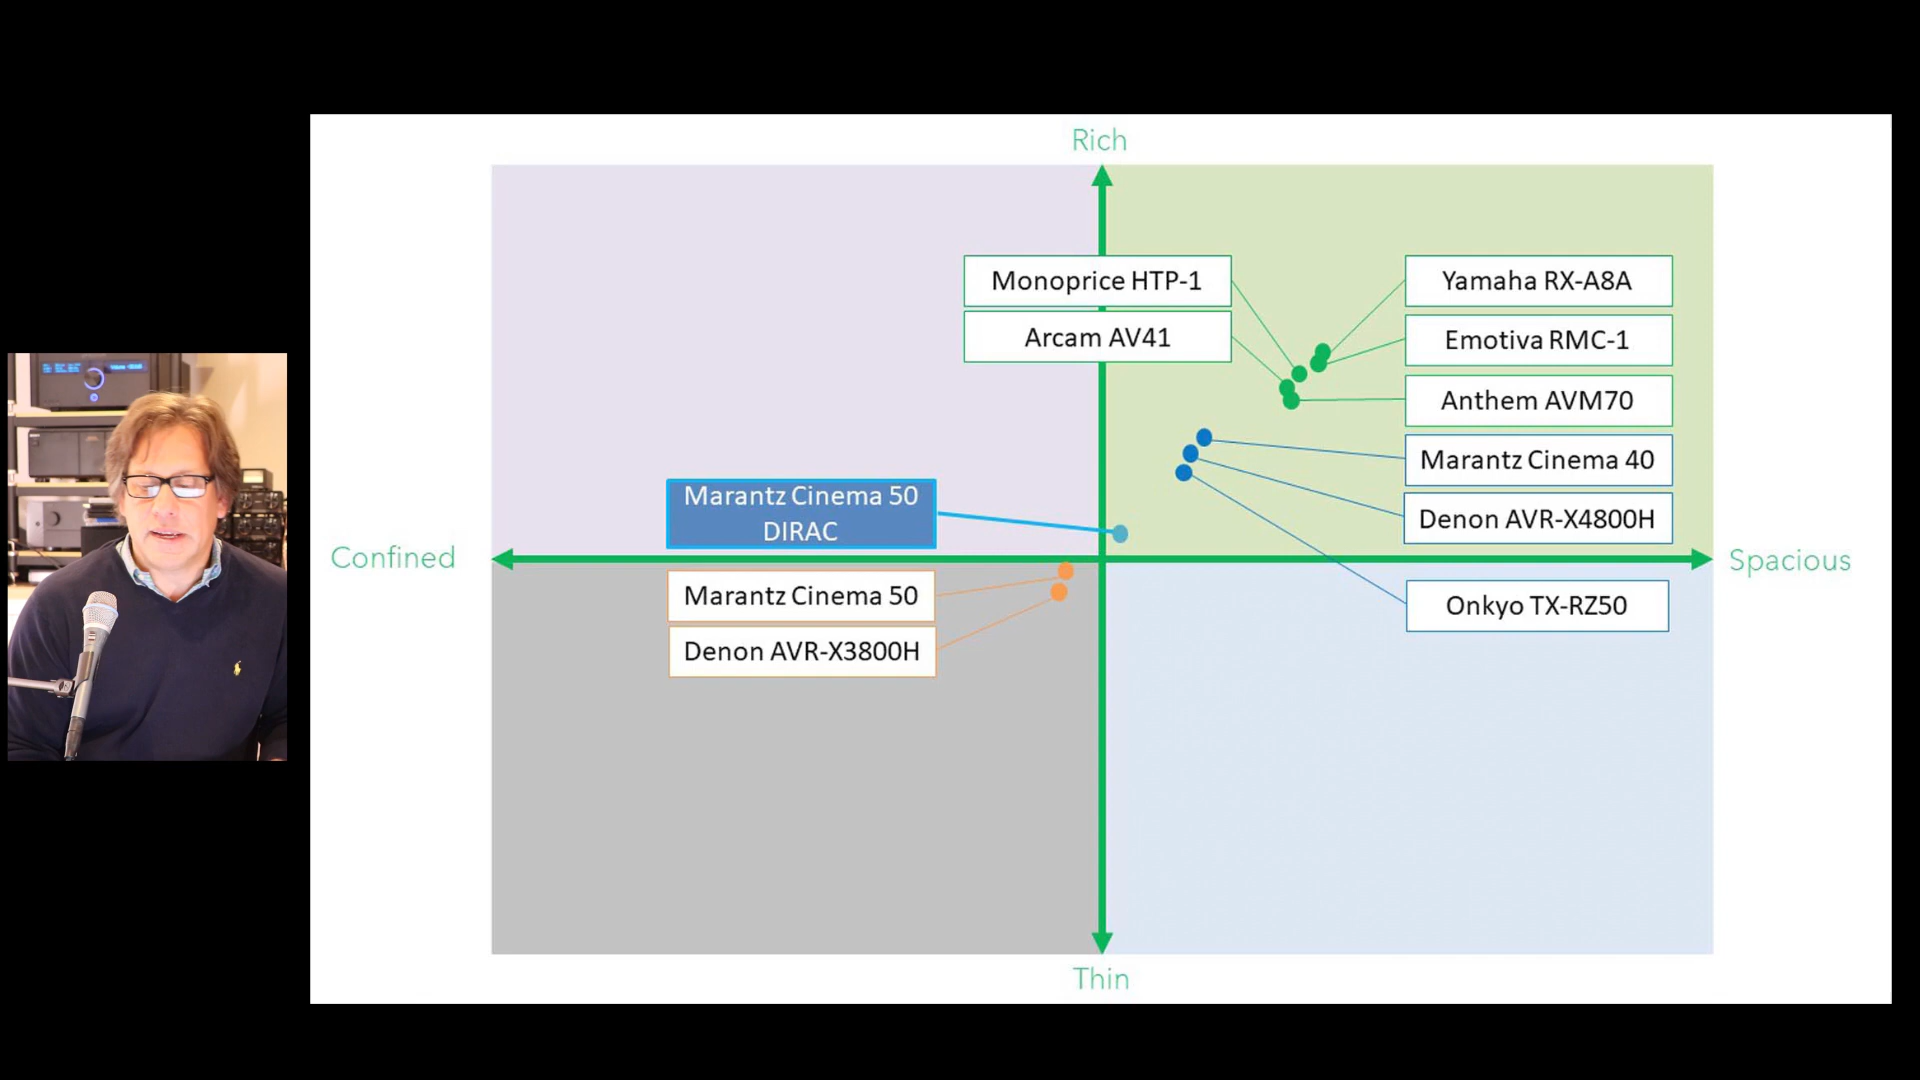 Rich
Monoprice HTP-1
Yamaha RX-A8A
Arcam AV41
Emotiva RMC-1
Anthem AVM70
Marantz Cinema 40
Marantz Cinema 50
DIRAC
Denon AVR-X4800H
Confined
Spacious
Marantz Cinema 50
Onkyo TX-RZ50
Denon AVR-X3800H
Thin